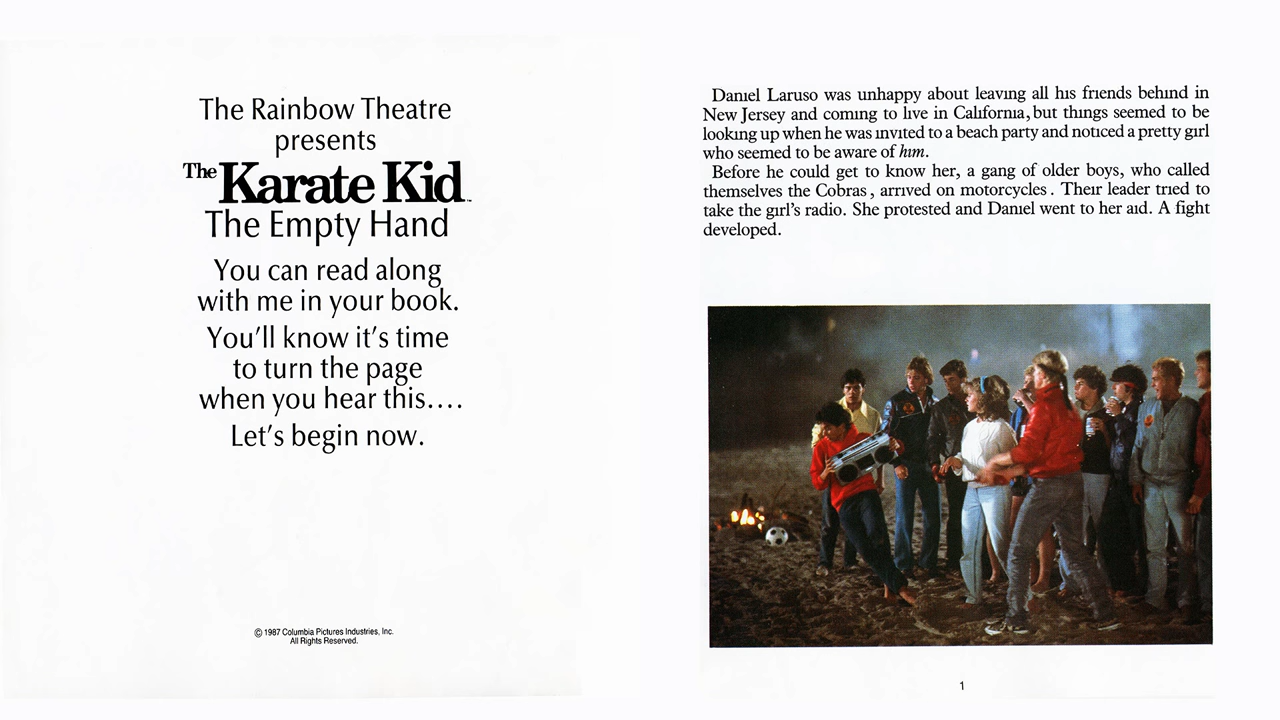 The Rainbow Theatre
presents
The Karate Kid™
The Empty Hand
You can read along
with me in your book.
You'll know it's time
to turn the page
when you hear this....
Let's begin now.
© 1987 Columbia Pictures Industries, Inc.
All Rights Reserved.
Daniel Laruso was unhappy about leaving all his friends behind in
New Jersey and coming to live in California, but things seemed to be
looking up when he was invited to a beach party and noticed a pretty girl
who seemed to be aware of him.
Before he could get to know her, a gang of older boys, who called
themselves the Cobras, arrived on motorcycles. Their leader tried to
take the girl's radio. She protested and Daniel went to her aid. A fight
developed.
1